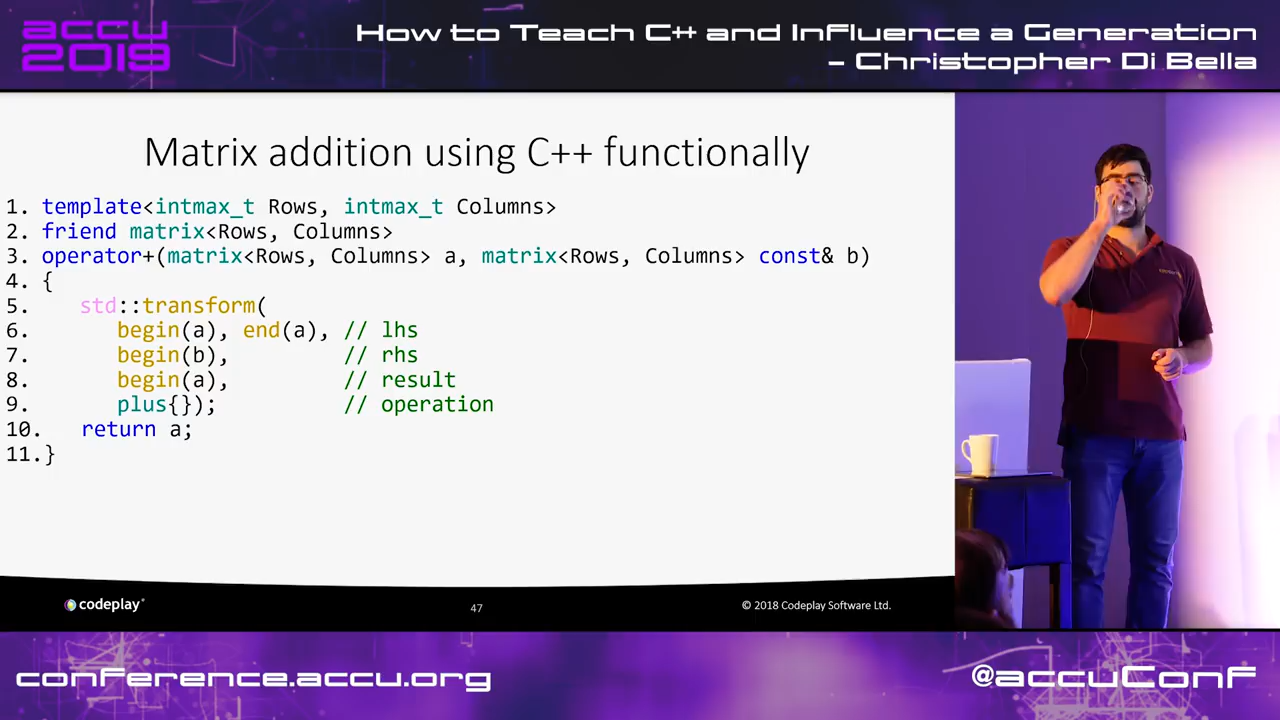 accu
2019
How to Teach C++ and Influence a Generation
– Christopher Di Bella
Matrix addition using C++ functionally
1. template<intmax_t Rows, intmax_t Columns>
2. friend matrix<Rows, Columns>
3. operator+(matrix<Rows, Columns> a, matrix<Rows, Columns> const& b)
4. {
5.    std::transform(
6.       begin(a), end(a), // lhs
7.       begin(b),         // rhs
8.       begin(a),         // result
9.       plus{});          // operation
10.   return a;
11.}
codeplay®
47
© 2018 Codeplay Software Ltd.
conference.accu.org
@accuConf